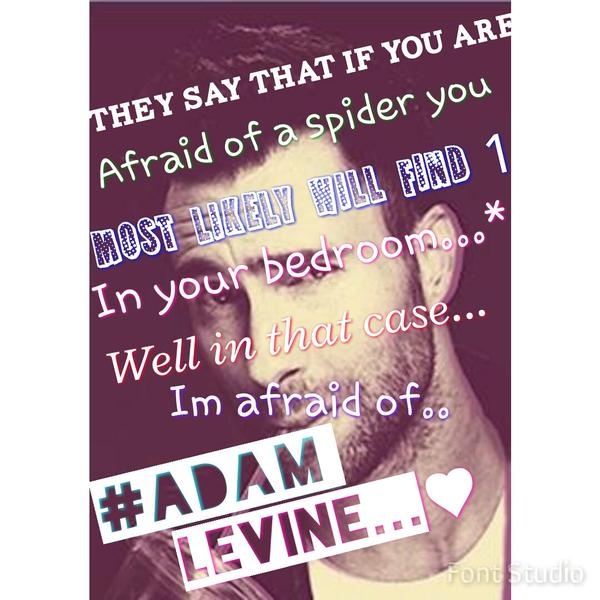 THEY SAY THAT IF YOU ARE
Afraid of a spider you
MOST LIKELY WILL FIND 1
In your bedroom....*
Well in that case...
Im afraid of..
#ADAM
LEVINE...♥
Font Studio